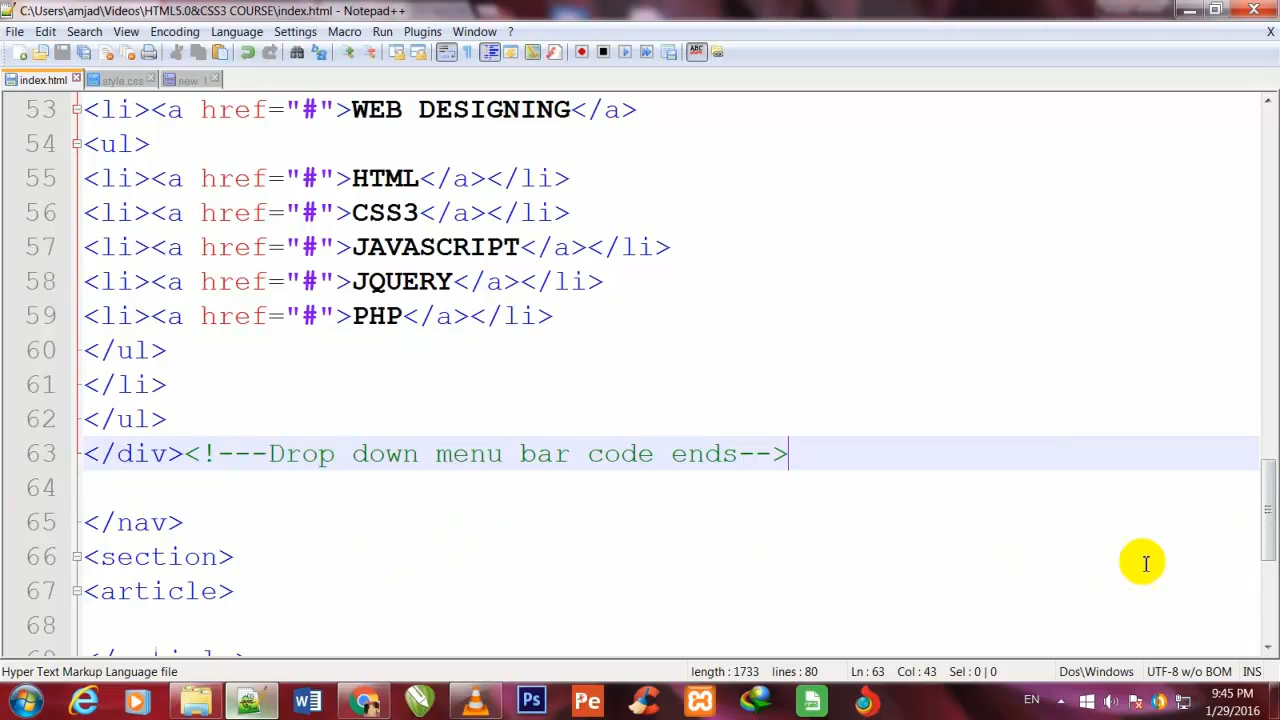 C:\Users\amjad\Videos\HTML5.0&CSS3 COURSE\index.html - Notepad++
File Edit Search View Encoding Language Settings Macro Run Plugins Window ? X
index.html style.css new 1
53 <li><a href="#">WEB DESIGNING</a>
54 <ul>
55 <li><a href="#">HTML</a></li>
56 <li><a href="#">CSS3</a></li>
57 <li><a href="#">JAVASCRIPT</a></li>
58 <li><a href="#">JQUERY</a></li>
59 <li><a href="#">PHP</a></li>
60 </ul>
61 </li>
62 </ul>
63 </div><!---Drop down menu bar code ends-->
64
65 </nav>
66 <section>
67 <article>
68
Hyper Text Markup Language file length : 1733 lines : 80 Ln : 63 Col : 43 Sel : 0 | 0 Dos\Windows UTF-8 w/o BOM INS
W Ps Pe EN 9:45 PM
1/29/2016